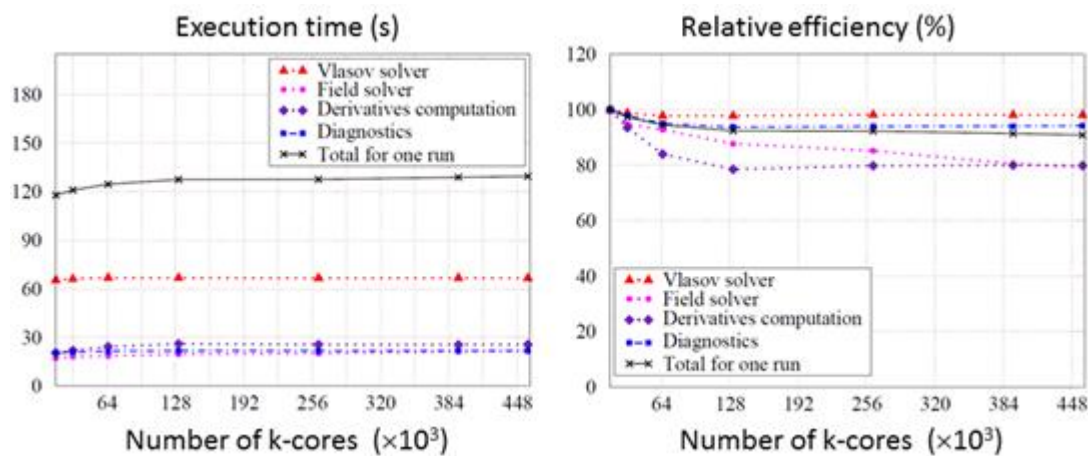 Execution time (s)
180
150
120
90
60
30
0
Vlasov solver
Field solver
Derivatives computation
Diagnostics
Total for one run
64
128
192
256
320
384
448
Number of k-cores (×10³)
Relative efficiency (%)
120
100
80
60
40
20
0
Vlasov solver
Field solver
Derivatives computation
Diagnostics
Total for one run
64
128
192
256
320
384
448
Number of k-cores (×10³)